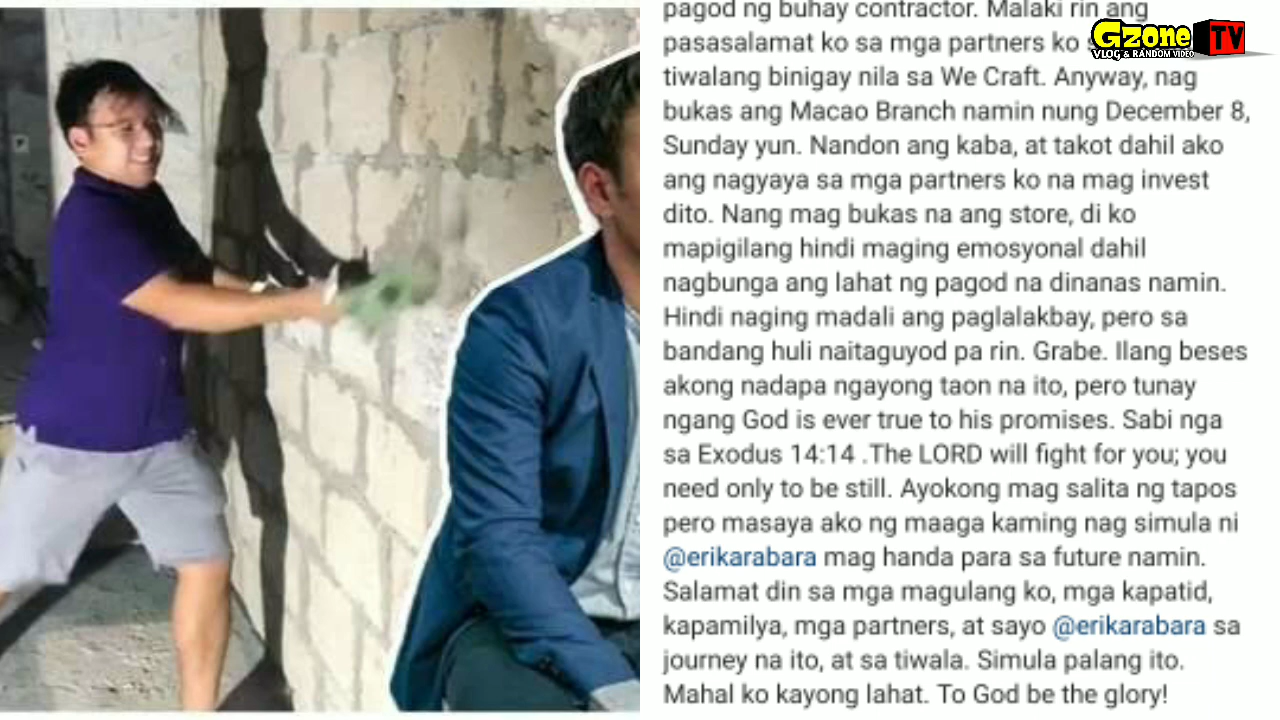 pagod ng buhay contractor. Malaki rin ang
pasasalamat ko sa mga partners ko
tiwalang binigay nila sa We Craft. Anyway, nag
bukas ang Macao Branch namin nung December 8,
Sunday yun. Nandon ang kaba, at takot dahil ako
ang nagyaya sa mga partners ko na mag invest
dito. Nang mag bukas na ang store, di ko
mapigilang hindi maging emosyonal dahil
nagbunga ang lahat ng pagod na dinanas namin.
Hindi naging madali ang paglalakbay, pero sa
bandang huli naitaguyod pa rin. Grabe. Ilang beses
akong nadapa ngayong taon na ito, pero tunay
ngang God is ever true to his promises. Sabi nga
sa Exodus 14:14 .The LORD will fight for you; you
need only to be still. Ayokong mag salita ng tapos
pero masaya ako ng maaga kaming nag simula ni
@erikarabara mag handa para sa future namin.
Salamat din sa mga magulang ko, mga kapatid,
kapamilya, mga partners, at sayo @erikarabara sa
journey na ito, at sa tiwala. Simula palang ito.
Mahal ko kayong lahat. To God be the glory!
Gzone TV
VLOG & RANDOM VIDEO